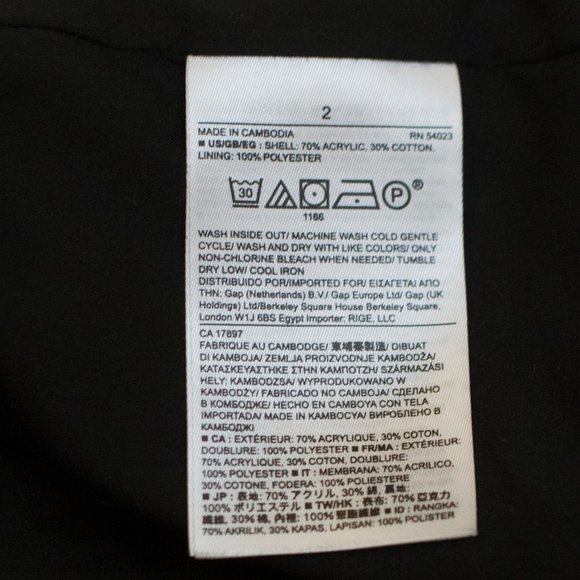 2
MADE IN CAMBODIA RN 54023
■ US/GB/EG : SHELL: 70% ACRYLIC, 30% COTTON,
LINING: 100% POLYESTER
30 P®
1166
WASH INSIDE OUT/ MACHINE WASH COLD GENTLE
CYCLE/ WASH AND DRY WITH LIKE COLORS/ ONLY
NON-CHLORINE BLEACH WHEN NEEDED/ TUMBLE
DRY LOW/ COOL IRON
DISTRIBUIDO POR/IMPORTED FOR/ ΕΙΣΑΓΕΤΑΙ ΑΠΟ
ΤΗΝ: Gap (Netherlands) B.V./ Gap Europe Ltd/ Gap (UK
Holdings) Ltd/Berkeley Square House Berkeley Square,
London W1J 6BS Egypt Importer: RIGE, LLC
CA 17897
FABRIQUE AU CAMBODGE/ 東埔寨製造/ DIBUAT
DI KAMBOJA/ ZEMLJA PROIZVODNJE KAMBODŽA/
ΚΑΤΑΣΚΕΥΑΣΤΗΚΕ ΣΤΗΝ ΚΑΜΠΟΤΖΗ/ SZÁRMAZÁSI
HELY: KAMBODZSA/ WYPRODUKOWANO W
KAMBODŻY/ FABRICADO NO CAMBOJA/ СДЕЛАНО
В КОМБОДЖЕ/ HECHO EN CAMBOYA CON TELA
IMPORTADA/ MADE IN KAMBOCYA/ ВИРОБЛЕНО В
КАМБОДЖІ
■ CA : EXTÉRIEUR: 70% ACRYLIQUE, 30% COTON,
DOUBLURE: 100% POLYESTER ■ FR/MA : EXTÉRIEUR:
70% ACRYLIQUE, 30% COTON, DOUBLURE: 100%
POLYESTER ■ IT : MEMBRANA: 70% ACRILICO,
30% COTONE, FODERA: 100% POLIESTERE
■ JP : 表地: 70% アクリル, 30% 綿, 裏地:
100% ポリエステル ■ TW/HK : 表布: 70% 亞克力
纖維, 30% 棉, 內裡: 100% 聚酯纖維 ■ ID : RANGKA:
70% AKRILIK, 30% KAPAS, LAPISAN: 100% POLISTER